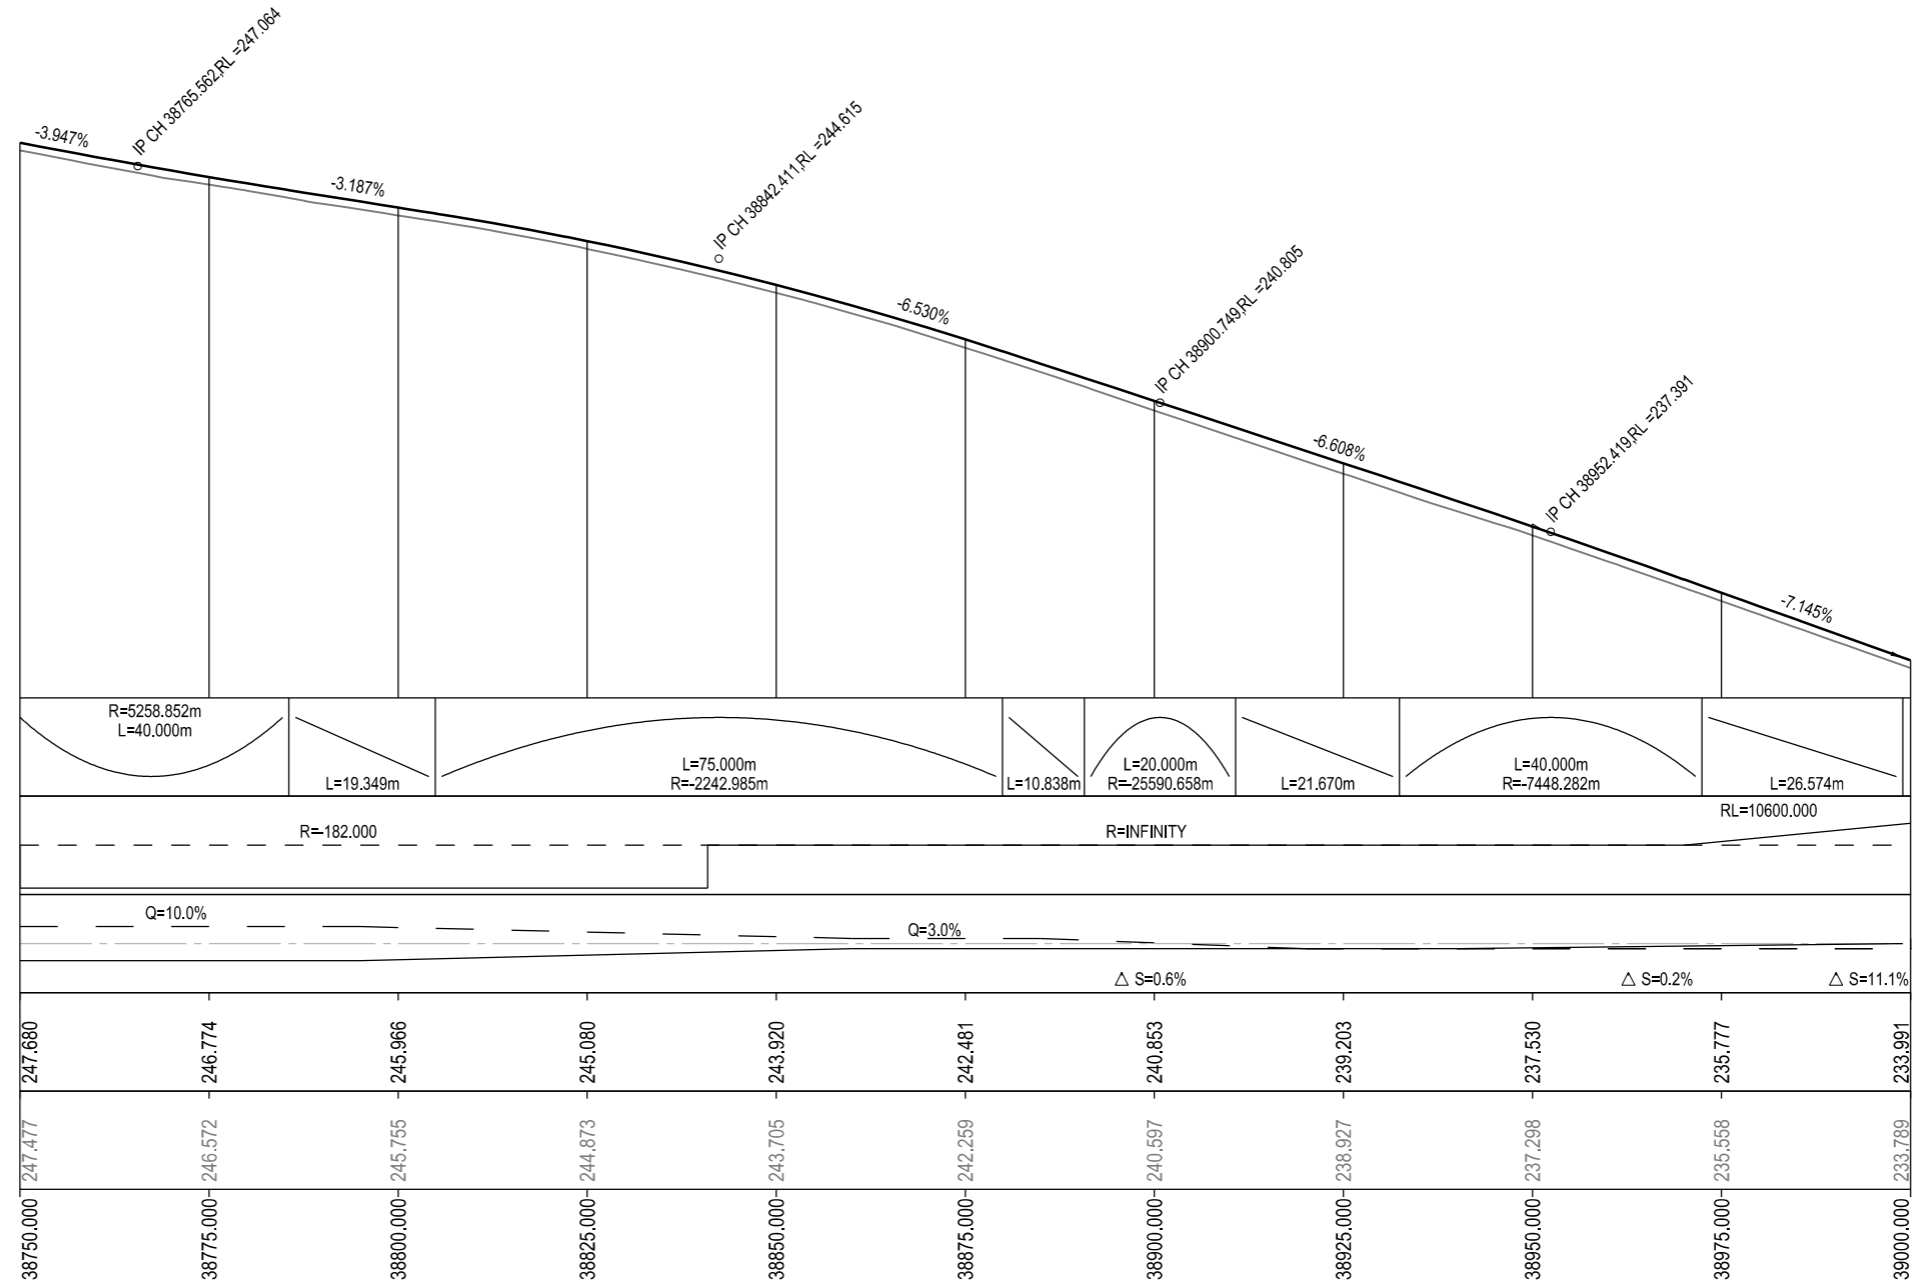 IP CH 38765.562,RL =247.064
IP CH 38842.411,RL =244.615
IP CH 38900.749,RL =240.805
IP CH 38952.419,RL =237.391
-3.947%
-3.187%
-6.530%
-6.608%
-7.145%
R=5258.852m
L=40.000m
L=19.349m
L=75.000m
R=-2242.985m
L=10.838m
L=20.000m
R=-25590.658m
L=21.670m
L=40.000m
R=-7448.282m
L=26.574m
R=-182.000
R=INFINITY
RL=10600.000
Q=10.0%
Q=3.0%
△ S=0.6%
△ S=0.2%
△ S=11.1%
247.680
246.774
245.966
245.080
243.920
242.481
240.853
239.203
237.530
235.777
233.991
247.477
246.572
245.755
244.873
243.705
242.259
240.597
238.927
237.298
235.558
233.789
38750.000
38775.000
38800.000
38825.000
38850.000
38875.000
38900.000
38925.000
38950.000
38975.000
39000.000